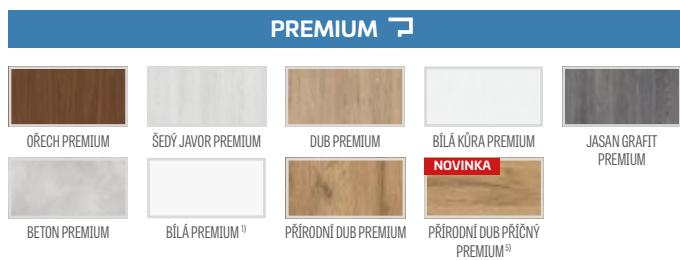 PREMIUM
OŘECH PREMIUM
ŠEDÝ JAVOR PREMIUM
DUB PREMIUM
BÍLÁ KŮRA PREMIUM
JASAN GRAFIT
PREMIUM
BETON PREMIUM
BÍLÁ PREMIUM 1)
PŘÍRODNÍ DUB PREMIUM
NOVINKA
PŘÍRODNÍ DUB PŘÍČNÝ
PREMIUM 5)